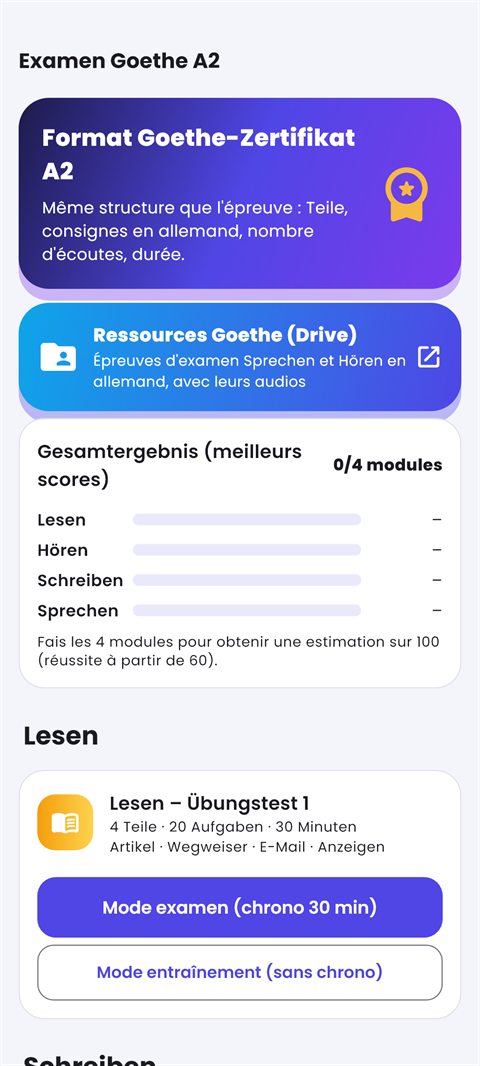 Examen Goethe A2
Format Goethe-Zertifikat
A2
Même structure que l'épreuve : Teile,
consignes en allemand, nombre
d'écoutes, durée.
Ressources Goethe (Drive)
Épreuves d'examen Sprechen et Hören en
allemand, avec leurs audios
Gesamtergebnis (meilleurs
scores)
0/4 modules
Lesen –
Hören –
Schreiben –
Sprechen –
Fais les 4 modules pour obtenir une estimation sur 100
(réussite à partir de 60).
Lesen
Lesen – Übungstest 1
4 Teile · 20 Aufgaben · 30 Minuten
Artikel · Wegweiser · E-Mail · Anzeigen
Mode examen (chrono 30 min)
Mode entraînement (sans chrono)
Schreiben